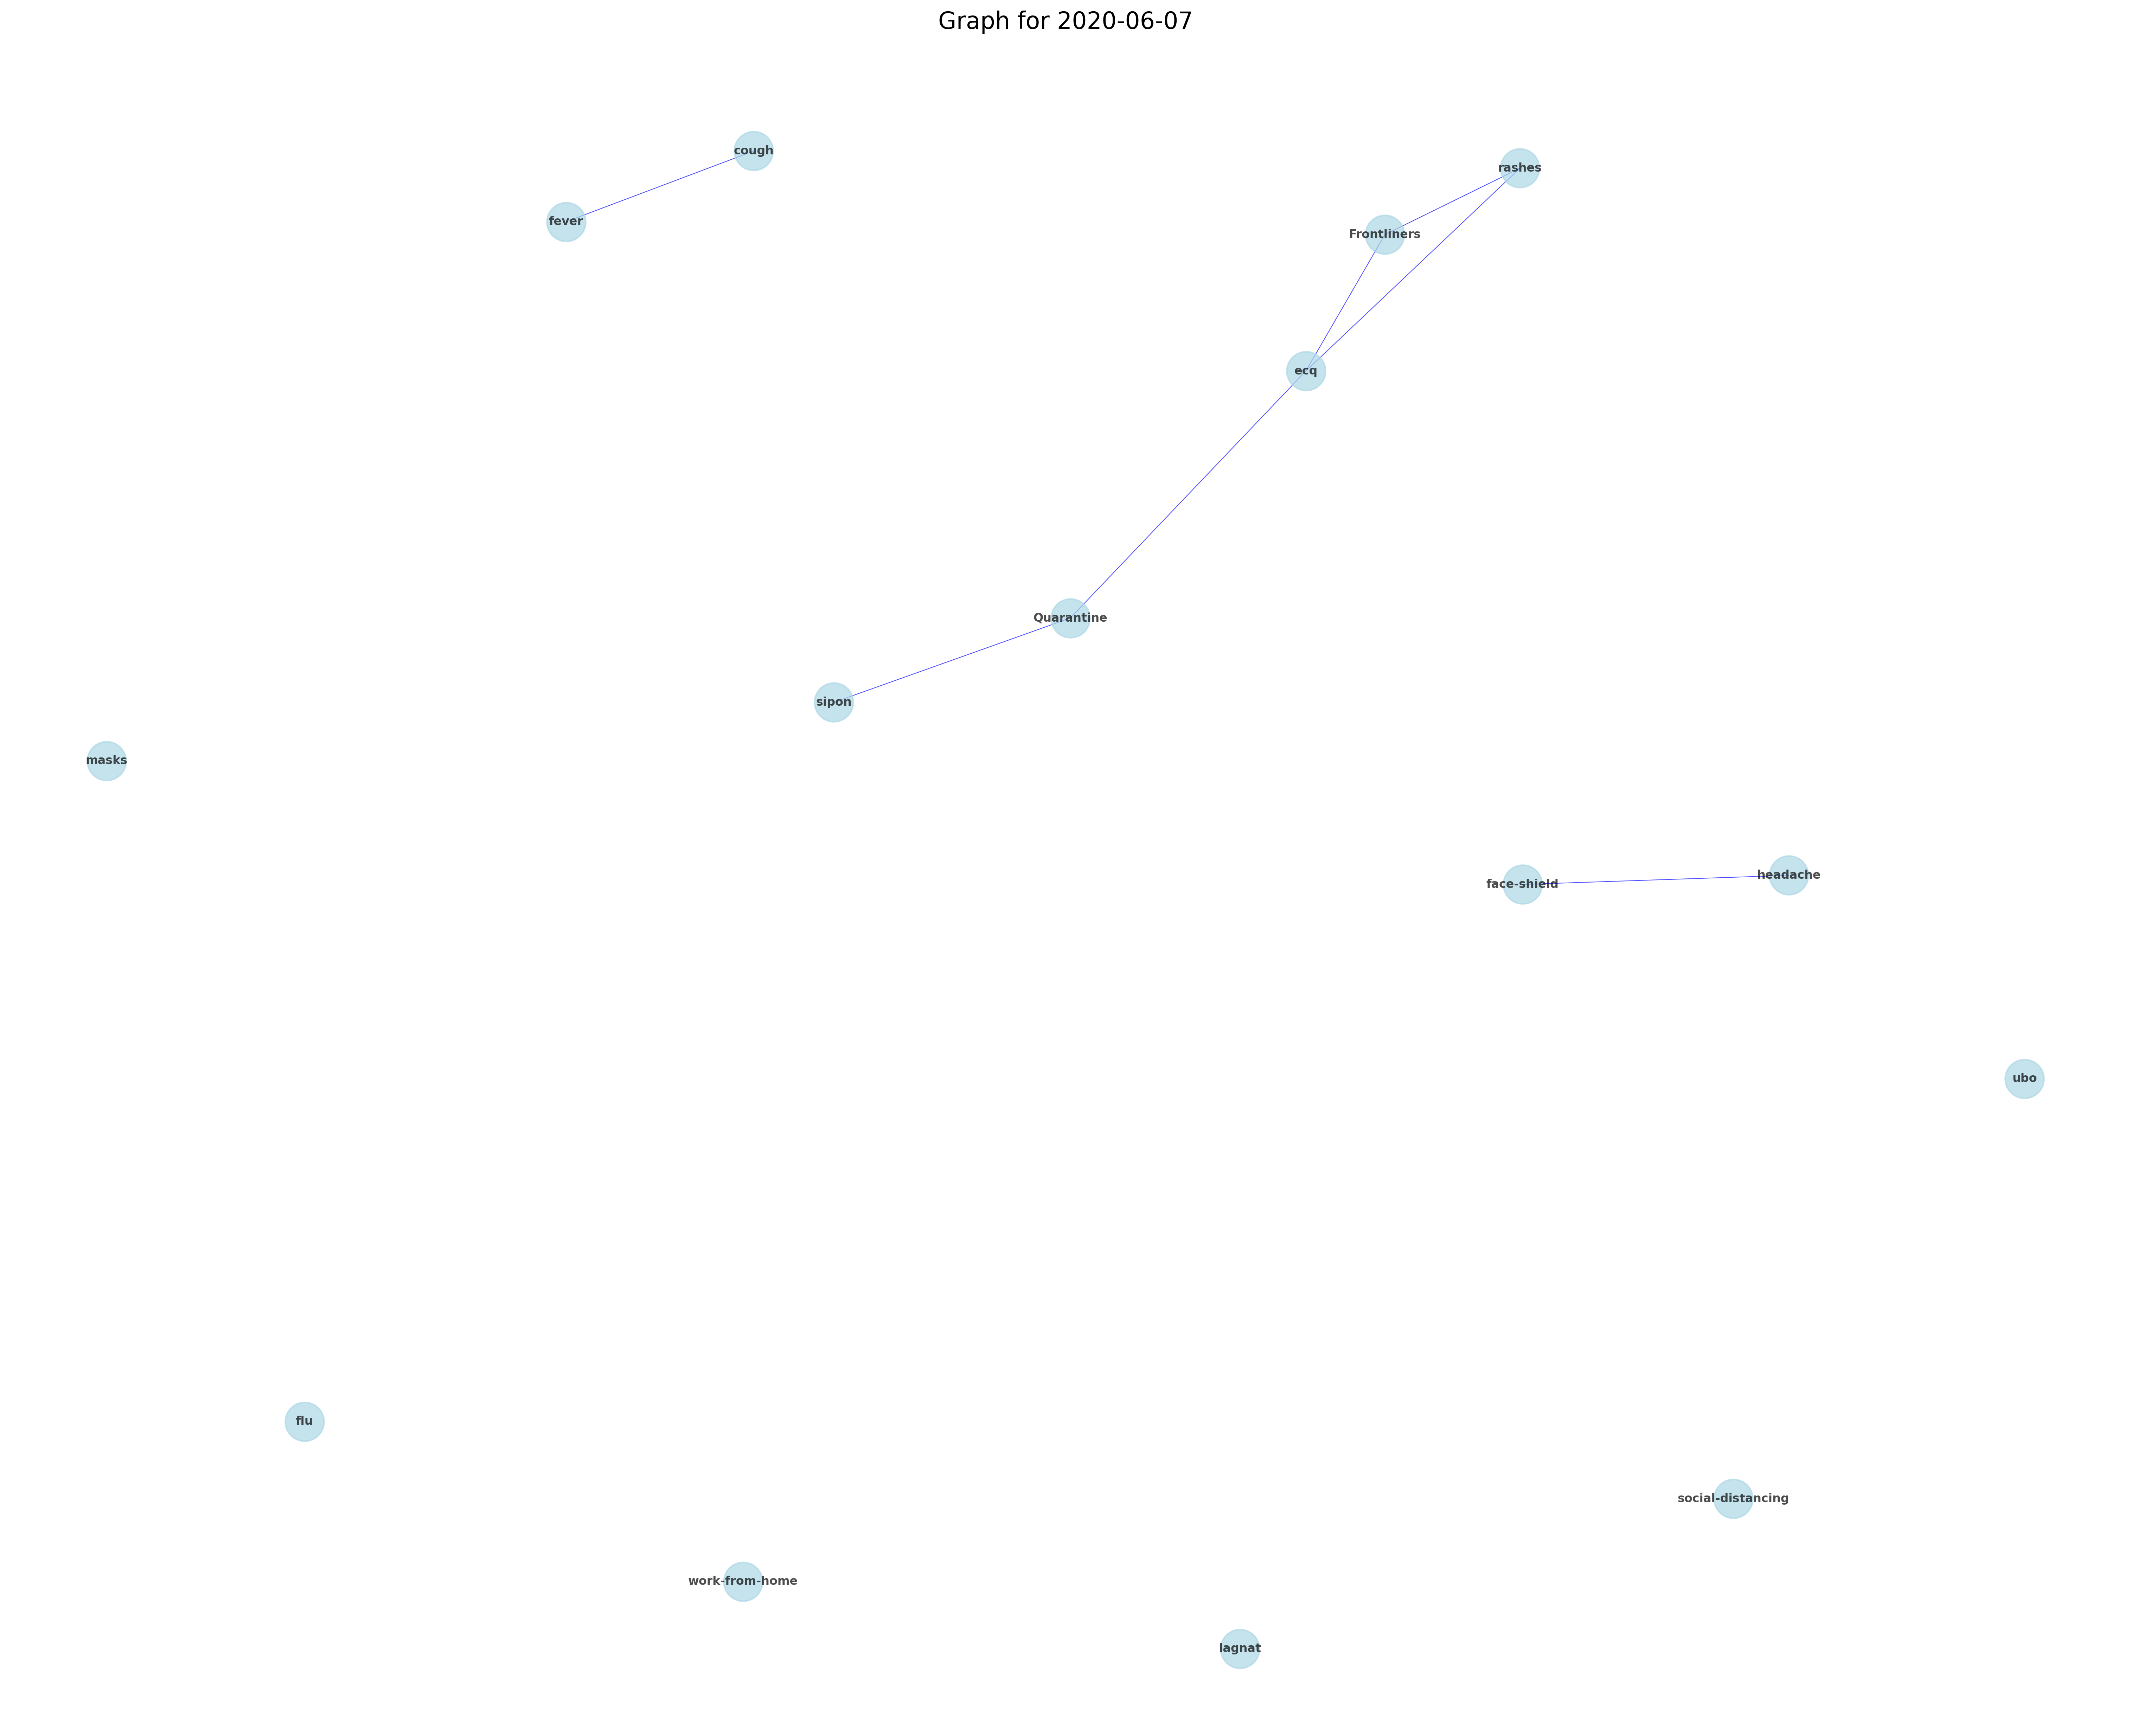 Graph for 2020-06-07
cough
rashes
fever
Frontliners
ecq
Quarantine
sipon
masks
headache
face-shield
ubo
flu
social-distancing
work-from-home
lagnat